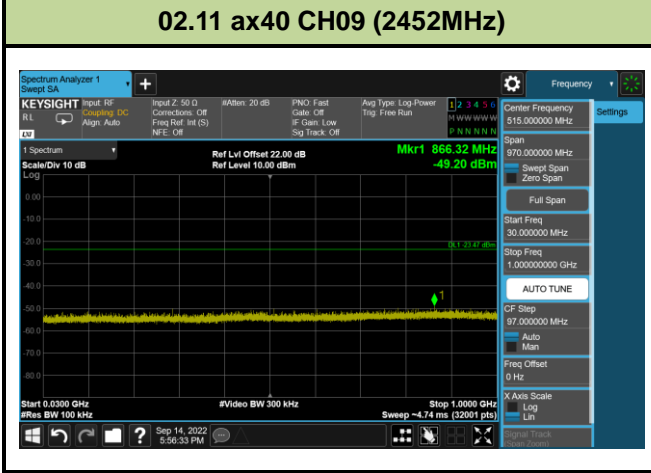 02.11 ax40 CH09 (2452MHz)
Spectrum Analyzer 1
Swept SA
+
Frequency
KEYSIGHT
RL
LXI
Input: RF
Coupling: DC
Align: Auto
Input Z: 50 Ω
Corrections: Off
Freq Ref: Int (S)
NFE: Off
#Atten: 20 dB
PNO: Fast
Gate: Off
IF Gain: Low
Sig Track: Off
Avg Type: Log-Power
Trig: Free Run
1 2 3 4 5 6
M W W W W W
P N N N N N
1 Spectrum
Scale/Div 10 dB
Log
Ref Lvl Offset 22.00 dB
Ref Level 10.00 dBm
Mkr1 866.32 MHz
-49.20 dBm
0.00
-10.0
-20.0
DL1 -23.47 dBm
-30.0
-40.0
1
-50.0
-60.0
-70.0
-80.0
Start 0.0300 GHz
#Res BW 100 kHz
#Video BW 300 kHz
Stop 1.0000 GHz
Sweep ~4.74 ms (32001 pts)
Center Frequency
515.000000 MHz
Settings
Span
970.000000 MHz
Swept Span
Zero Span
Full Span
Start Freq
30.000000 MHz
Stop Freq
1.000000000 GHz
AUTO TUNE
CF Step
97.000000 MHz
Auto
Man
Freq Offset
0 Hz
X Axis Scale
Log
Lin
Signal Track
(Span Zoom)
?
Sep 14, 2022
5:56:33 PM